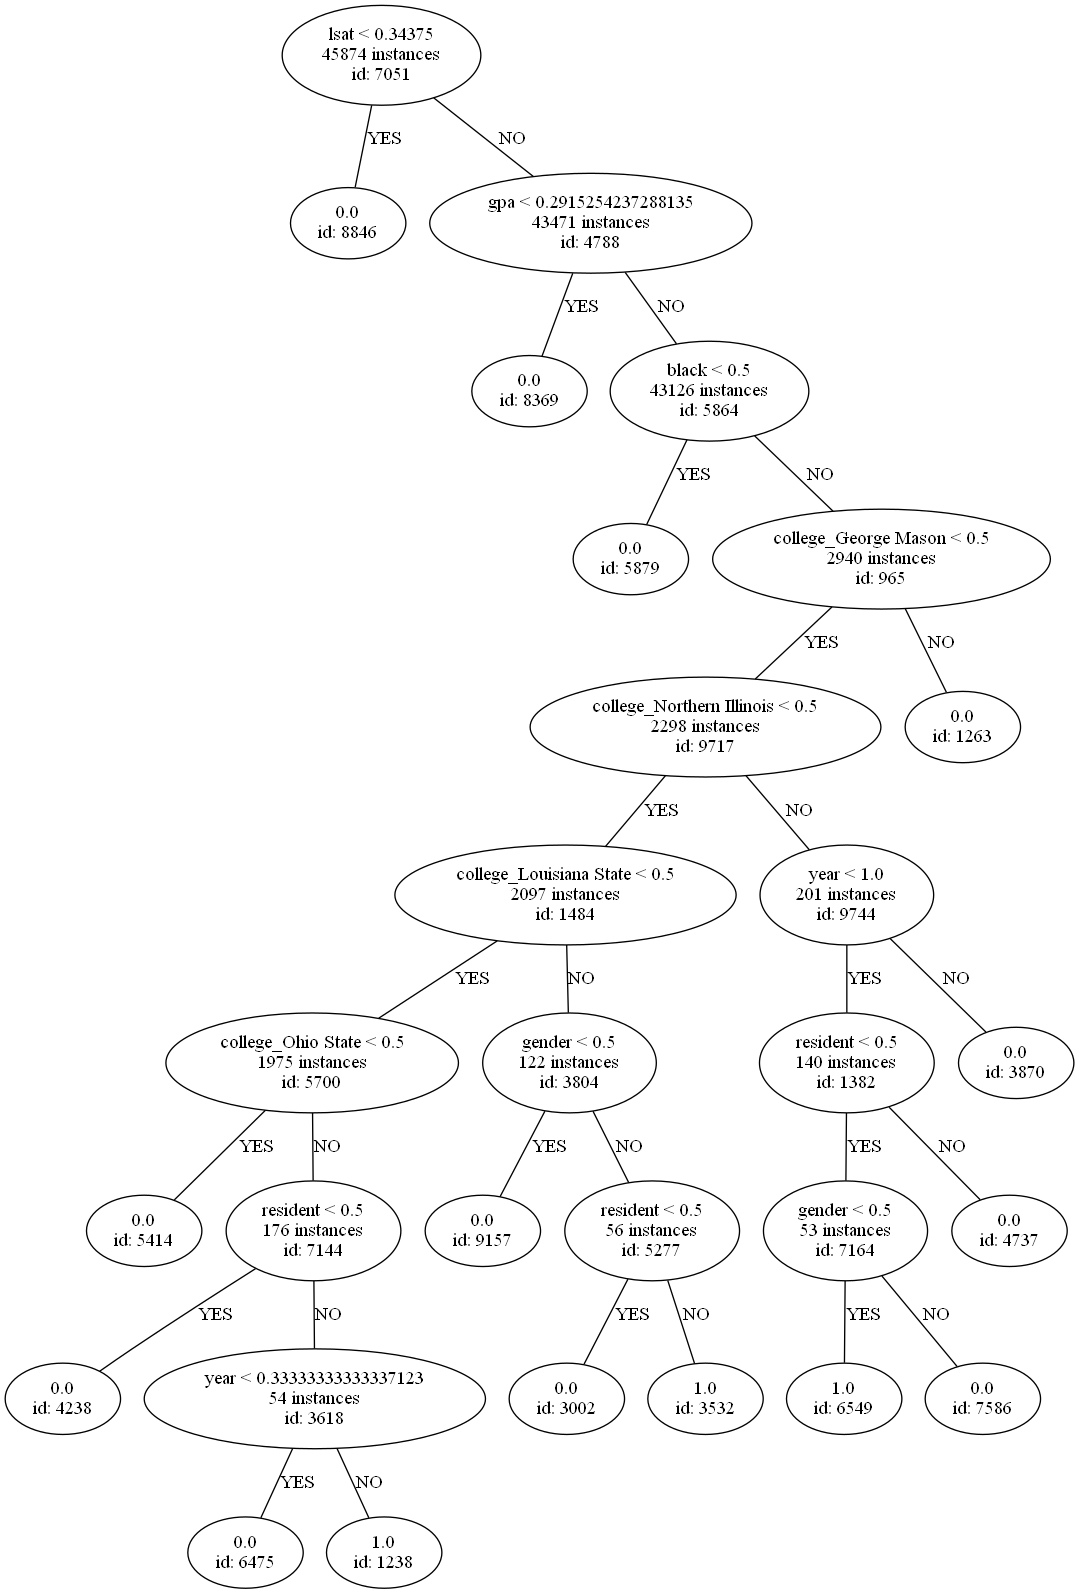 lsat < 0.34375
45874 instances
id: 7051
YES
NO
0.0
id: 8846
gpa < 0.2915254237288135
43471 instances
id: 4788
YES
NO
0.0
id: 8369
black < 0.5
43126 instances
id: 5864
YES
NO
0.0
id: 5879
college_George Mason < 0.5
2940 instances
id: 965
YES
NO
college_Northern Illinois < 0.5
2298 instances
id: 9717
0.0
id: 1263
YES
NO
college_Louisiana State < 0.5
2097 instances
id: 1484
year < 1.0
201 instances
id: 9744
YES
NO
YES
NO
college_Ohio State < 0.5
1975 instances
id: 5700
gender < 0.5
122 instances
id: 3804
resident < 0.5
140 instances
id: 1382
0.0
id: 3870
YES
NO
YES
NO
YES
NO
0.0
id: 5414
resident < 0.5
176 instances
id: 7144
0.0
id: 9157
resident < 0.5
56 instances
id: 5277
gender < 0.5
53 instances
id: 7164
0.0
id: 4737
YES
NO
YES
NO
YES
NO
0.0
id: 4238
year < 0.33333333333337123
54 instances
id: 3618
0.0
id: 3002
1.0
id: 3532
1.0
id: 6549
0.0
id: 7586
YES
NO
0.0
id: 6475
1.0
id: 1238